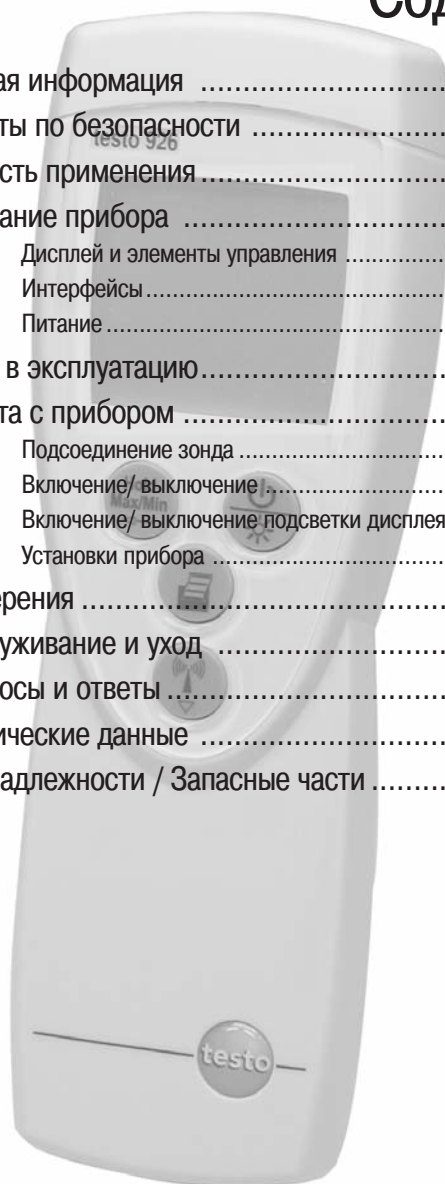 Сод
ая информация ..............................
ты по безопасности ..............................
testo 926
сть применения..............................
ание прибора ..............................
Дисплей и элементы управления ..............
Интерфейсы..............................
Питание ..............................
в эксплуатацию..............................
та с прибором ..............................
Подсоединение зонда ..............................
Включение/ выключение..............................
Max/Min
Включение/ выключение подсветки дисплея
Установки прибора ..............................
ерения ..............................
уживание и уход ..............................
осы и ответы ..............................
ические данные ..............................
адлежности / Запасные части .........
testo